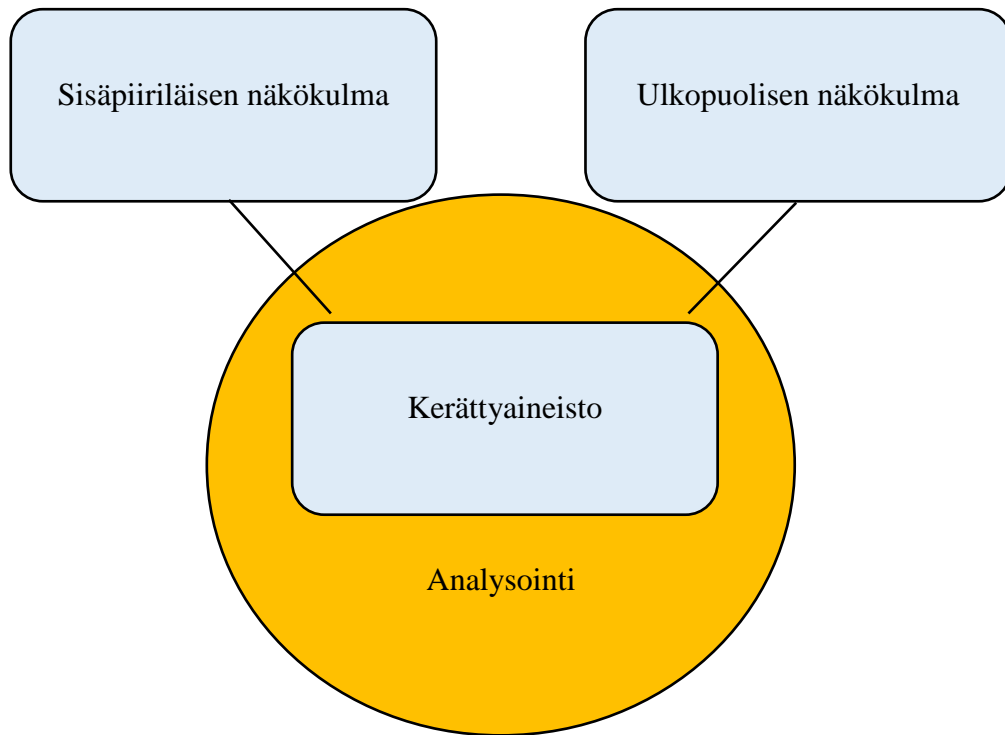 Sisäpiiriläisen näkökulma
Ulkopuolisen näkökulma
Kerättyaineisto
Analysointi